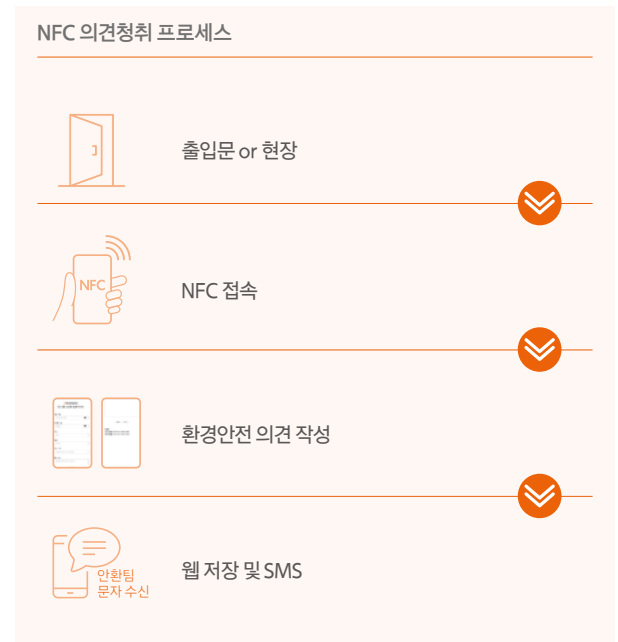 NFC 의견청취 프로세스
출입문 or 현장
NFC
NFC 접속
환경안전 의견 작성
안환팀
문자 수신
웹 저장 및 SMS